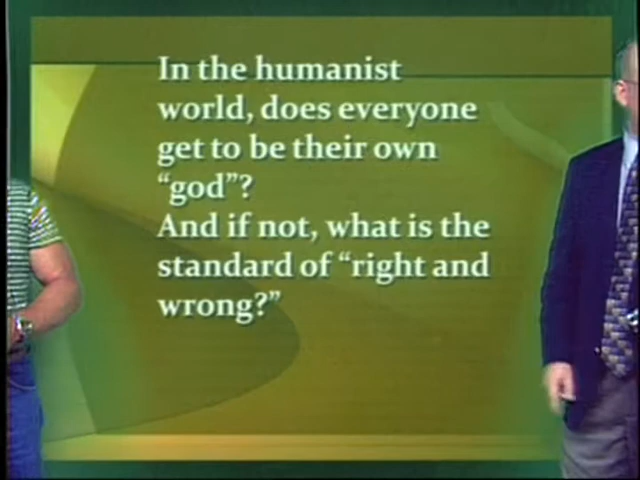 In the humanist
world, does everyone
get to be their own
“god”?
And if not, what is the
standard of “right and
wrong?”